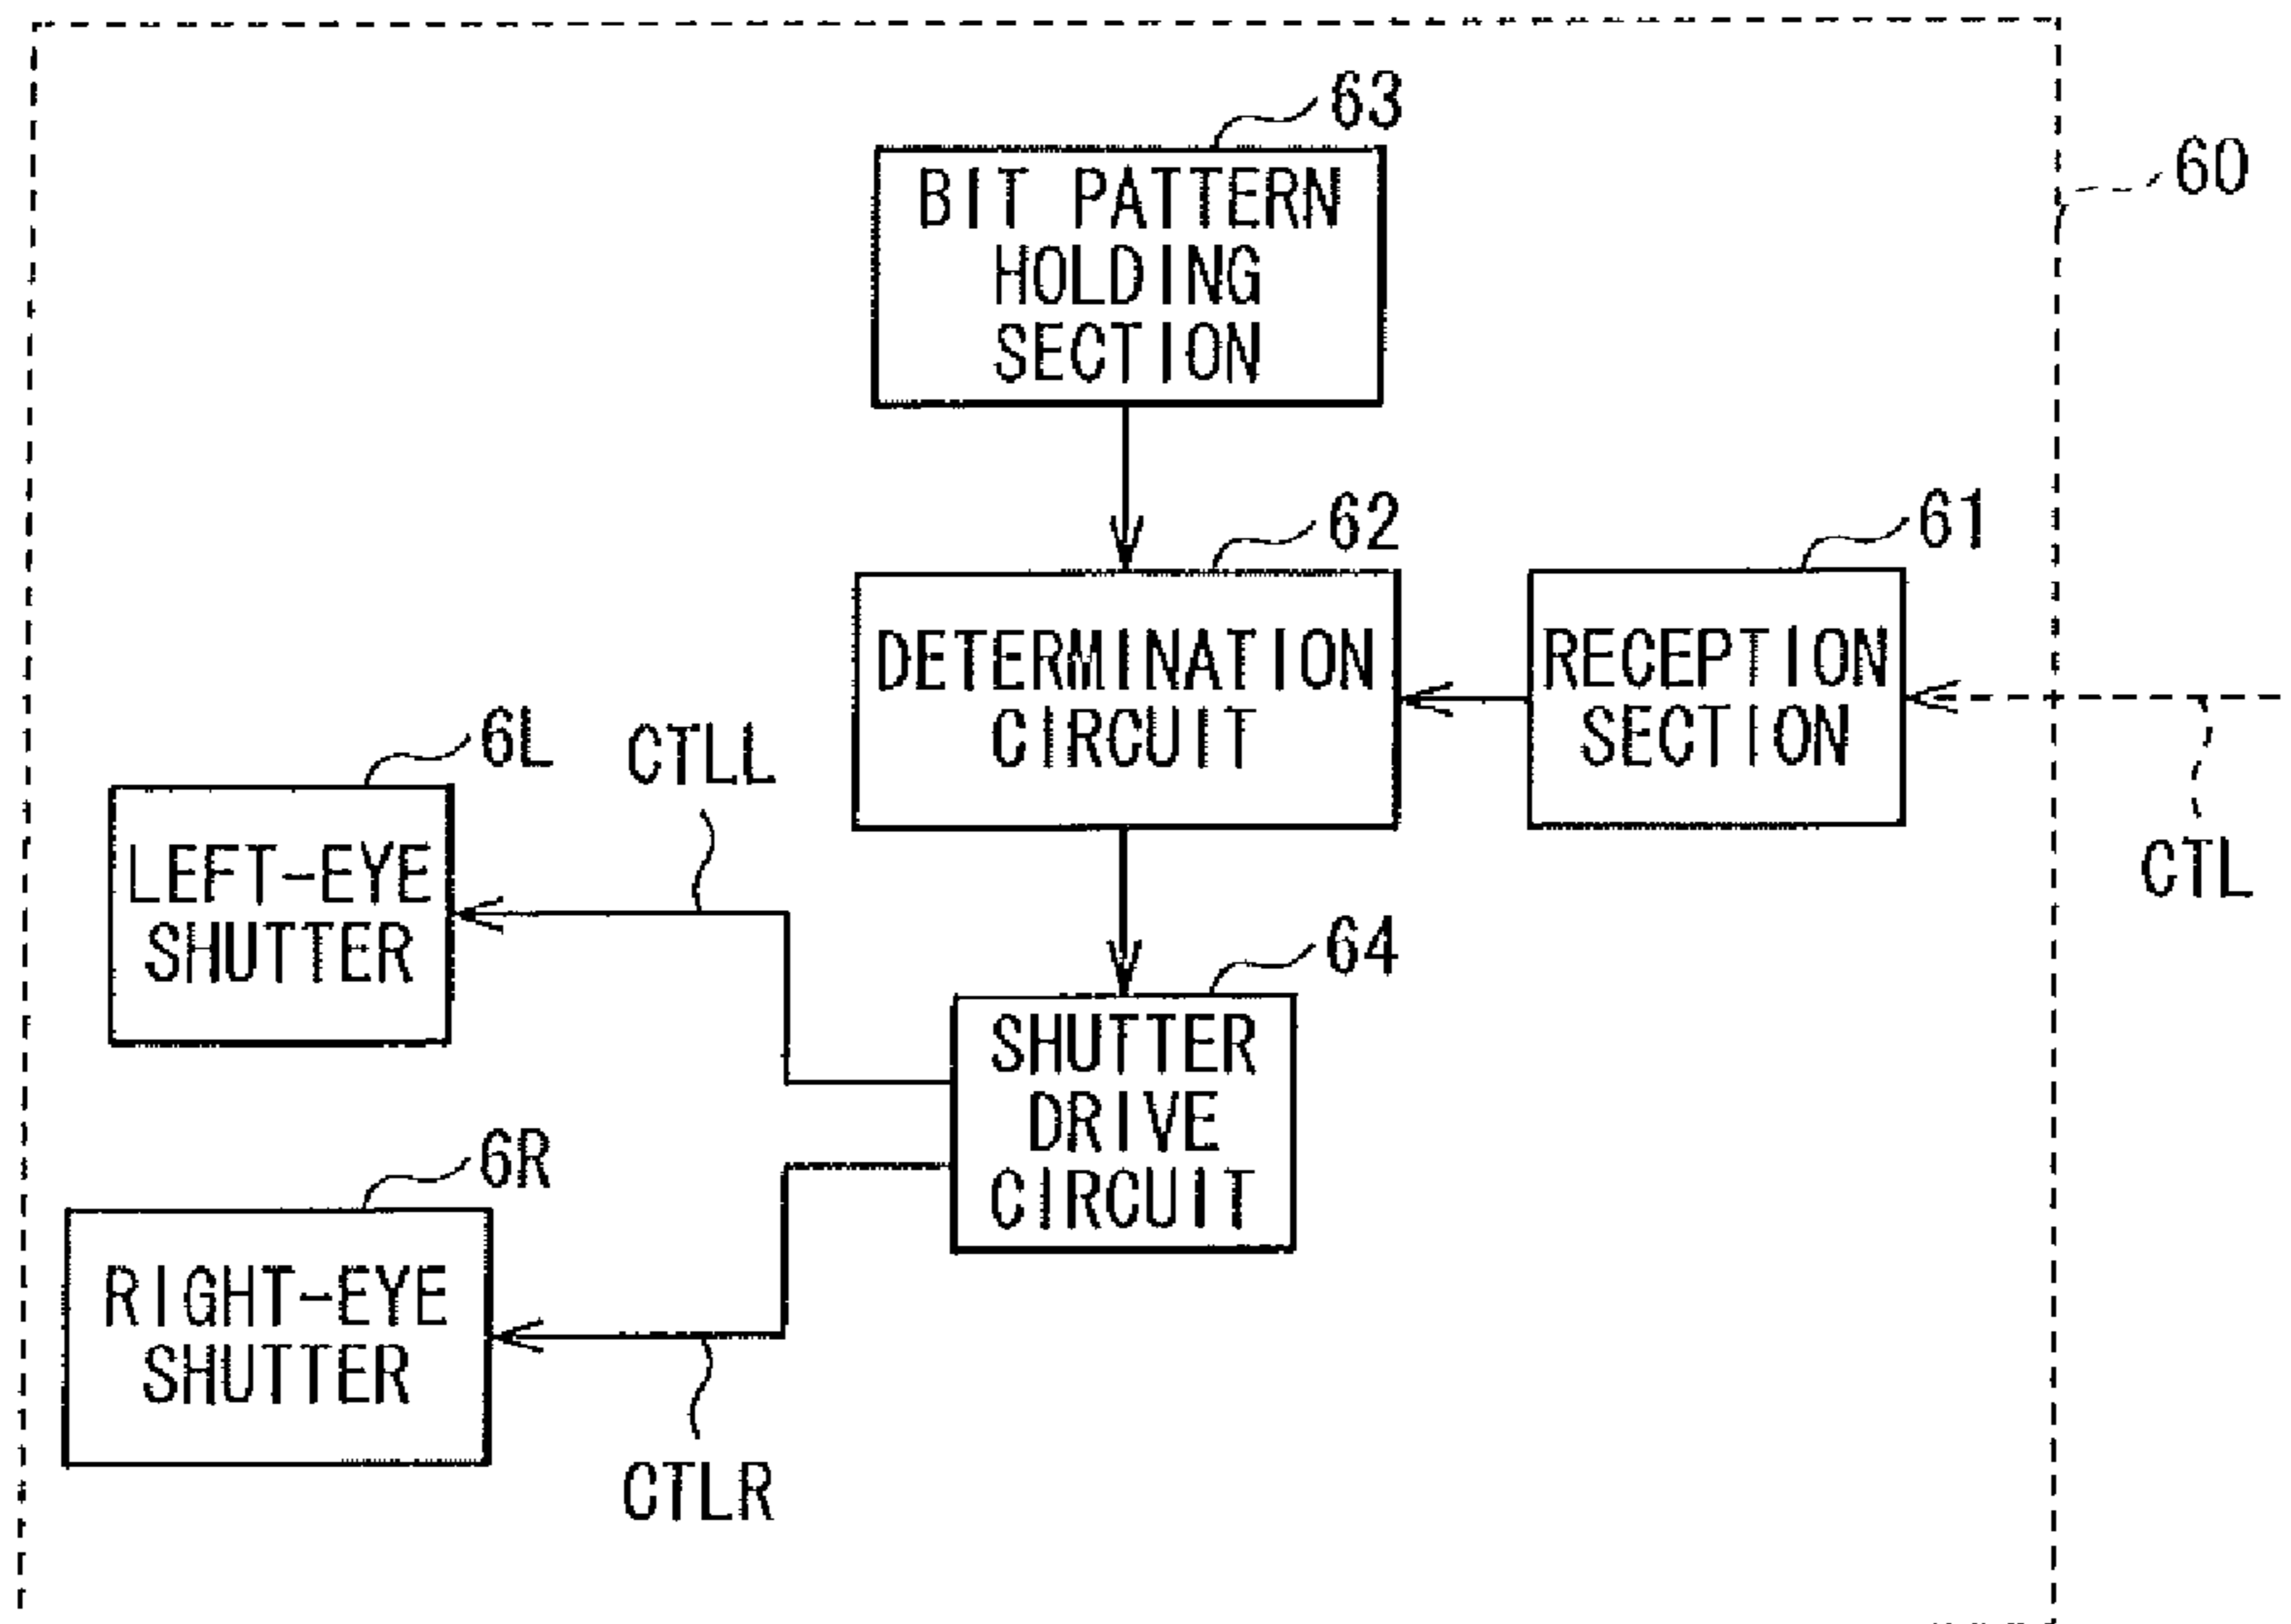 63
BIT PATTERN
HOLDING
SECTION
60
62
61
DETERMINATION
CIRCUIT
RECEPTION
SECTION
CTL
6L
CTLL
LEFT-EYE
SHUTTER
64
SHUTTER
DRIVE
CIRCUIT
6R
RIGHT-EYE
SHUTTER
CTLR